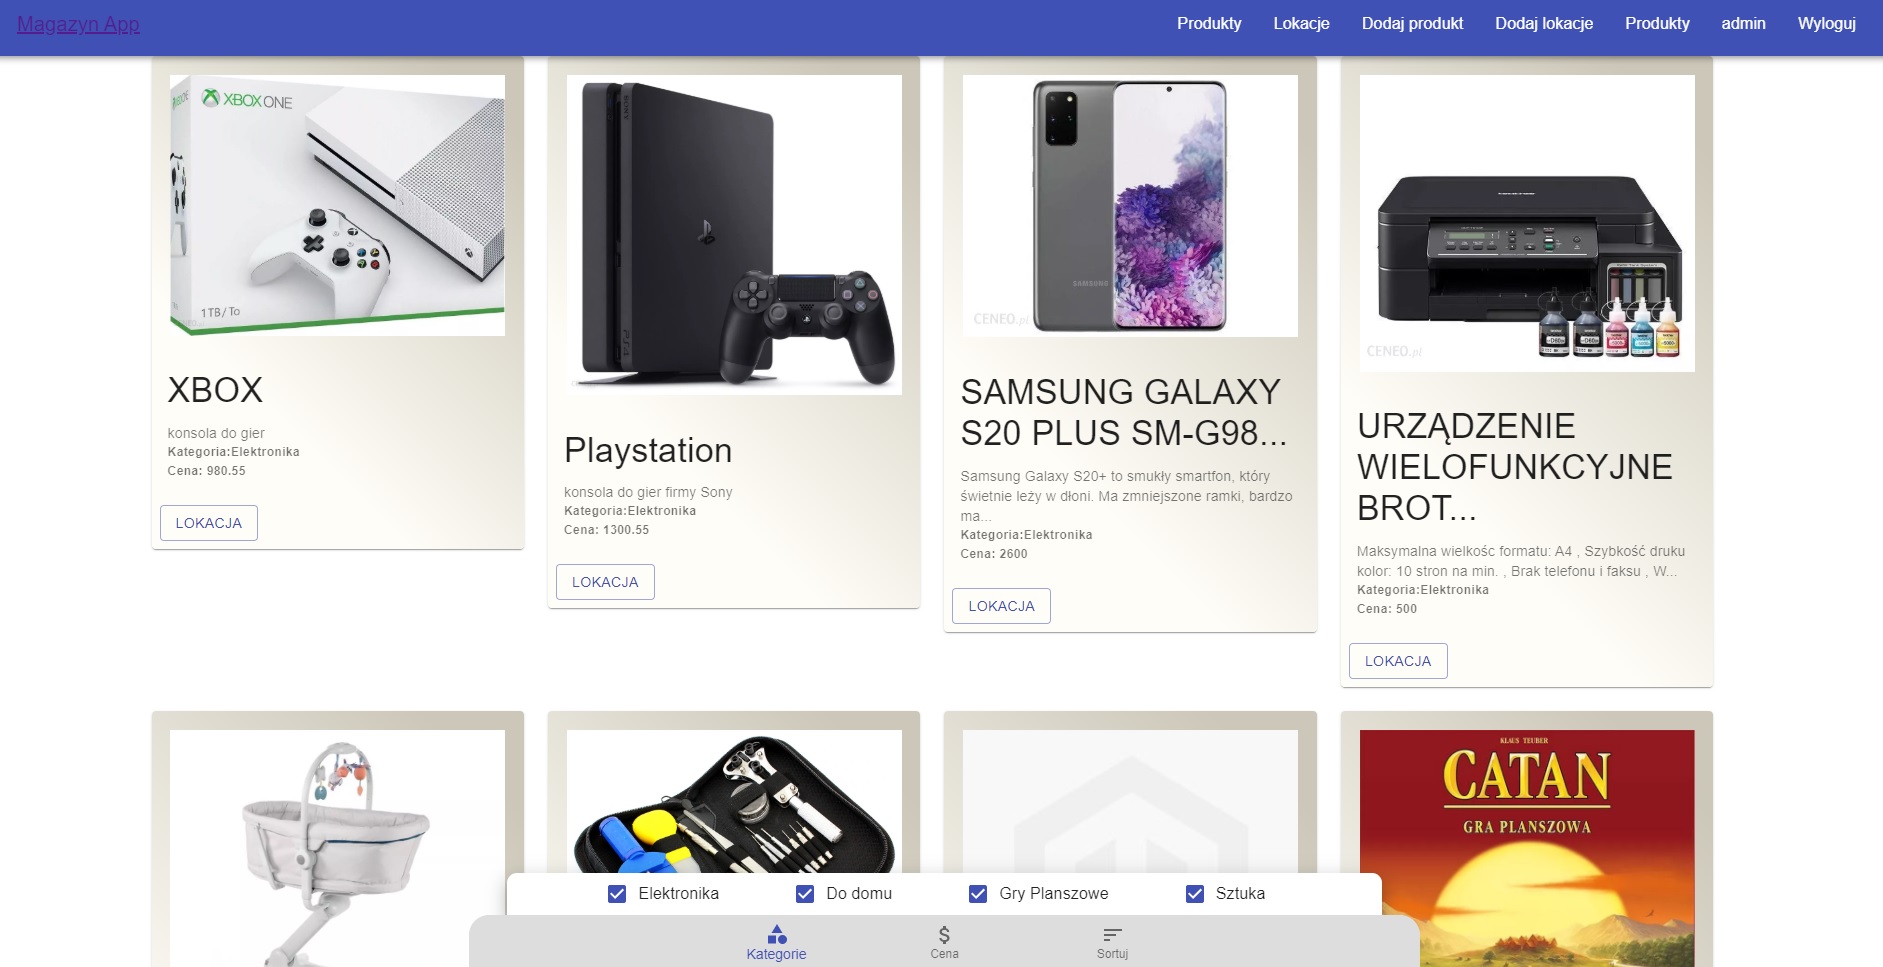 Magazyn App
Produkty
Lokacje
Dodaj produkt
Dodaj lokacje
Produkty
admin
Wyloguj
XBOX ONE
1TB/To
XBOX
konsola do gier
Kategoria:Elektronika
Cena: 980.55
LOKACJA
SONY
PS4
Playstation
konsola do gier firmy Sony
Kategoria:Elektronika
Cena: 1300.55
LOKACJA
SAMSUNG
CENEO.pl
SAMSUNG GALAXY
S20 PLUS SM-G98...
Samsung Galaxy S20+ to smukły smartfon, który
świetnie leży w dłoni. Ma zmniejszone ramki, bardzo
ma...
Kategoria:Elektronika
Cena: 2600
LOKACJA
CENEO.pl
URZĄDZENIE
WIELOFUNKCYJNE
BROT...
Maksymalna wielkośc formatu: A4 , Szybkość druku
kolor: 10 stron na min. , Brak telefonu i faksu , W...
Kategoria:Elektronika
Cena: 500
LOKACJA
KLAUS TEUBER
CATAN
GRA PLANSZOWA
Elektronika
Do domu
Gry Planszowe
Sztuka
Kategorie
Cena
Sortuj